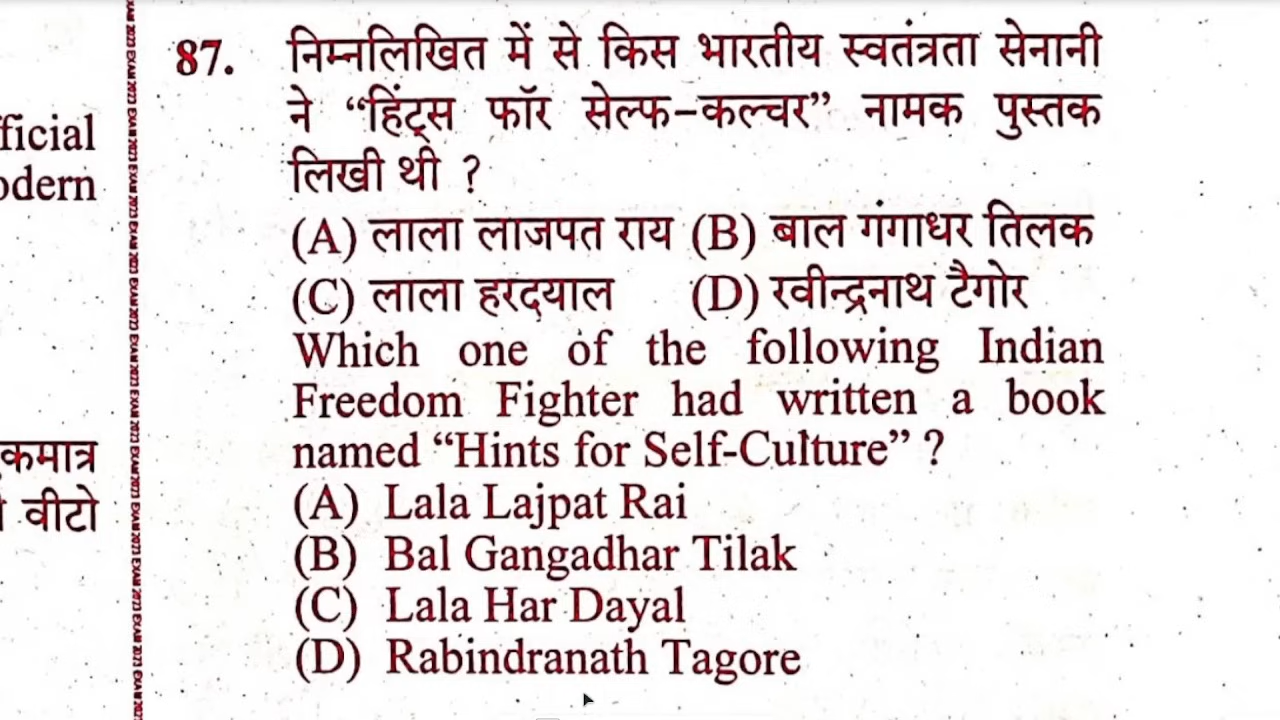 ficial
odern
कमात्र
वीटो
87. निम्नलिखित में से किस भारतीय स्वतंत्रता सेनानी
ने “हिंट्स फॉर सेल्फ-कल्चर” नामक पुस्तक
लिखी थी ?
(A) लाला लाजपत राय (B) बाल गंगाधर तिलक
(C) लाला हरदयाल (D) रवीन्द्रनाथ टैगोर
Which one of the following Indian
Freedom Fighter had written a book
named “Hints for Self-Culture” ?
(A) Lala Lajpat Rai
(B) Bal Gangadhar Tilak
(C) Lala Har Dayal
(D) Rabindranath Tagore